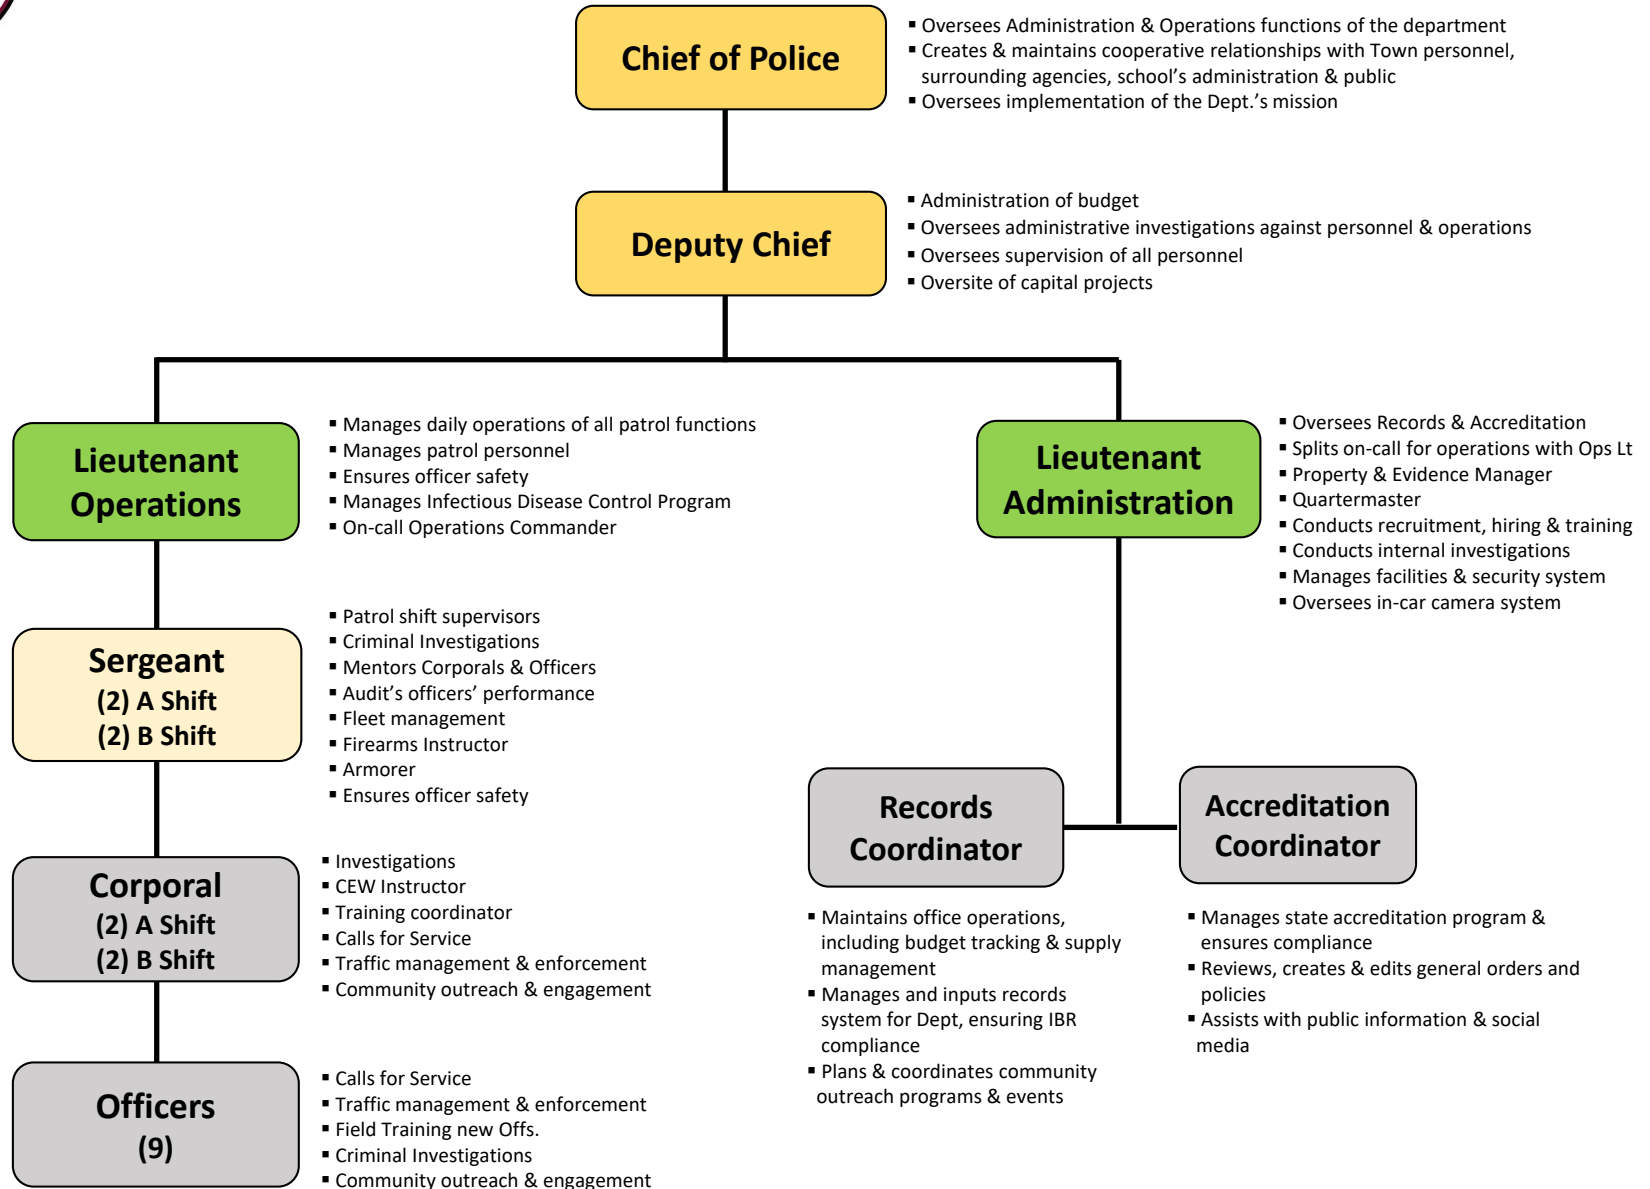 Chief of Police
▪ Oversees Administration & Operations functions of the department
▪ Creates & maintains cooperative relationships with Town personnel,
surrounding agencies, school’s administration & public
▪ Oversees implementation of the Dept.’s mission
Deputy Chief
▪ Administration of budget
▪ Oversees administrative investigations against personnel & operations
▪ Oversees supervision of all personnel
▪ Oversite of capital projects
Lieutenant
Operations
▪ Manages daily operations of all patrol functions
▪ Manages patrol personnel
▪ Ensures officer safety
▪ Manages Infectious Disease Control Program
▪ On-call Operations Commander
Lieutenant
Administration
▪ Oversees Records & Accreditation
▪ Splits on-call for operations with Ops Lt
▪ Property & Evidence Manager
▪ Quartermaster
▪ Conducts recruitment, hiring & training
▪ Conducts internal investigations
▪ Manages facilities & security system
▪ Oversees in-car camera system
Sergeant
(2) A Shift
(2) B Shift
▪ Patrol shift supervisors
▪ Criminal Investigations
▪ Mentors Corporals & Officers
▪ Audit’s officers’ performance
▪ Fleet management
▪ Firearms Instructor
▪ Armorer
▪ Ensures officer safety
Corporal
(2) A Shift
(2) B Shift
▪ Investigations
▪ CEW Instructor
▪ Training coordinator
▪ Calls for Service
▪ Traffic management & enforcement
▪ Community outreach & engagement
Officers
(9)
▪ Calls for Service
▪ Traffic management & enforcement
▪ Field Training new Offs.
▪ Criminal Investigations
▪ Community outreach & engagement
Records
Coordinator
▪ Maintains office operations,
including budget tracking & supply
management
▪ Manages and inputs records
system for Dept, ensuring IBR
compliance
▪ Plans & coordinates community
outreach programs & events
Accreditation
Coordinator
▪ Manages state accreditation program &
ensures compliance
▪ Reviews, creates & edits general orders and
policies
▪ Assists with public information & social
media